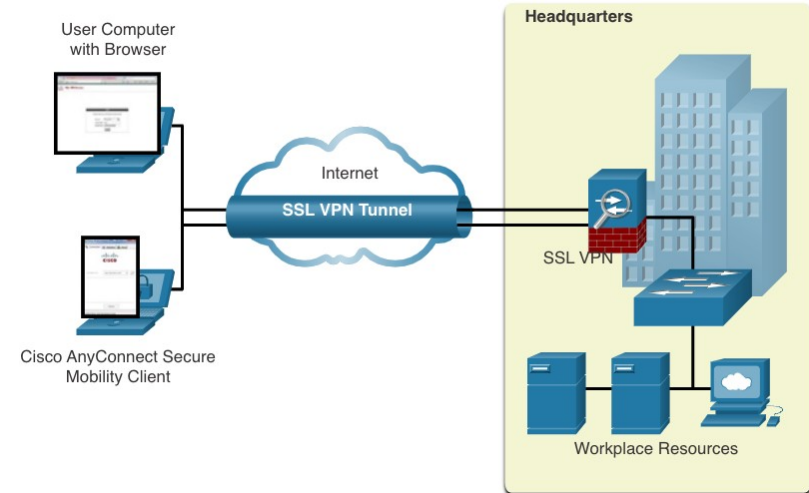 Headquarters
User Computer
with Browser
Internet
SSL VPN Tunnel
SSL VPN
Cisco AnyConnect Secure
Mobility Client
Workplace Resources